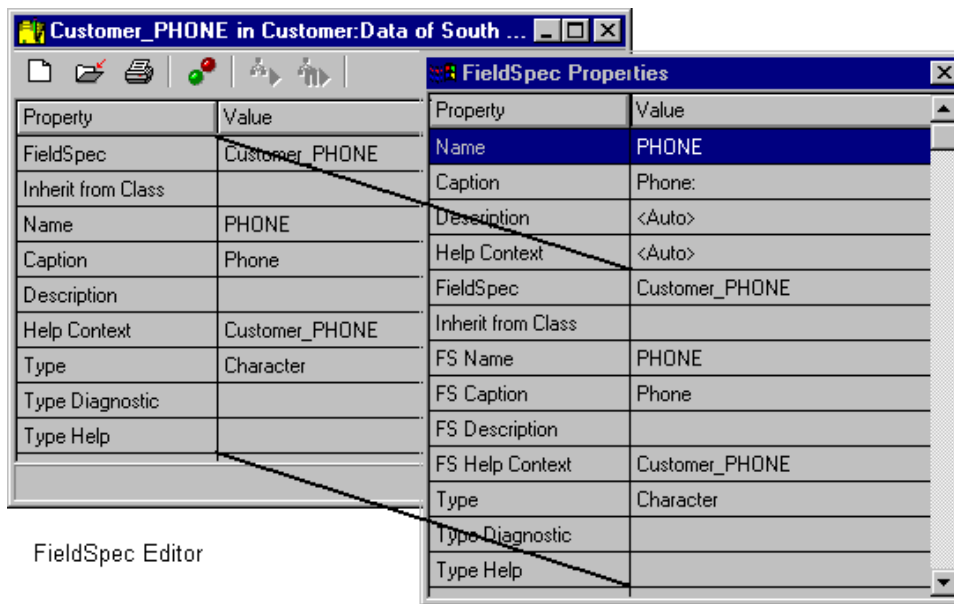 Customer_PHONE in Customer:Data of South ...
Property Value
FieldSpec Customer_PHONE
Inherit from Class
Name PHONE
Caption Phone
Description
Help Context Customer_PHONE
Type Character
Type Diagnostic
Type Help
FieldSpec Editor
FieldSpec Properties
Property Value
Name PHONE
Caption Phone:
Description <Auto>
Help Context <Auto>
FieldSpec Customer_PHONE
Inherit from Class
FS Name PHONE
FS Caption Phone
FS Description
FS Help Context Customer_PHONE
Type Character
Type Diagnostic
Type Help